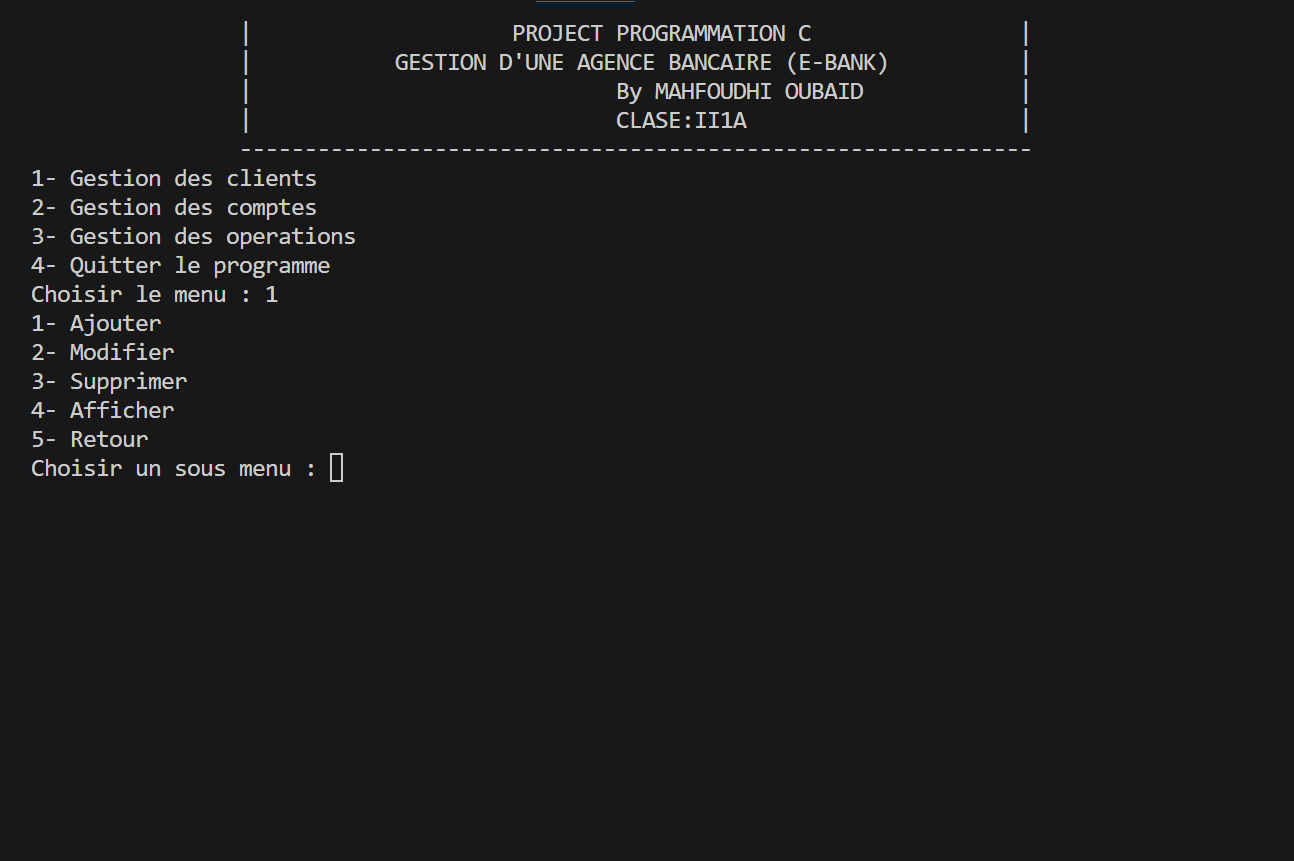 | PROJECT PROGRAMMATION C |
| GESTION D'UNE AGENCE BANCAIRE (E-BANK) |
| By MAHFOUDHI OUBAID |
| CLASE:II1A |
-------------------------------------------------------------
1- Gestion des clients
2- Gestion des comptes
3- Gestion des operations
4- Quitter le programme
Choisir le menu : 1
1- Ajouter
2- Modifier
3- Supprimer
4- Afficher
5- Retour
Choisir un sous menu :